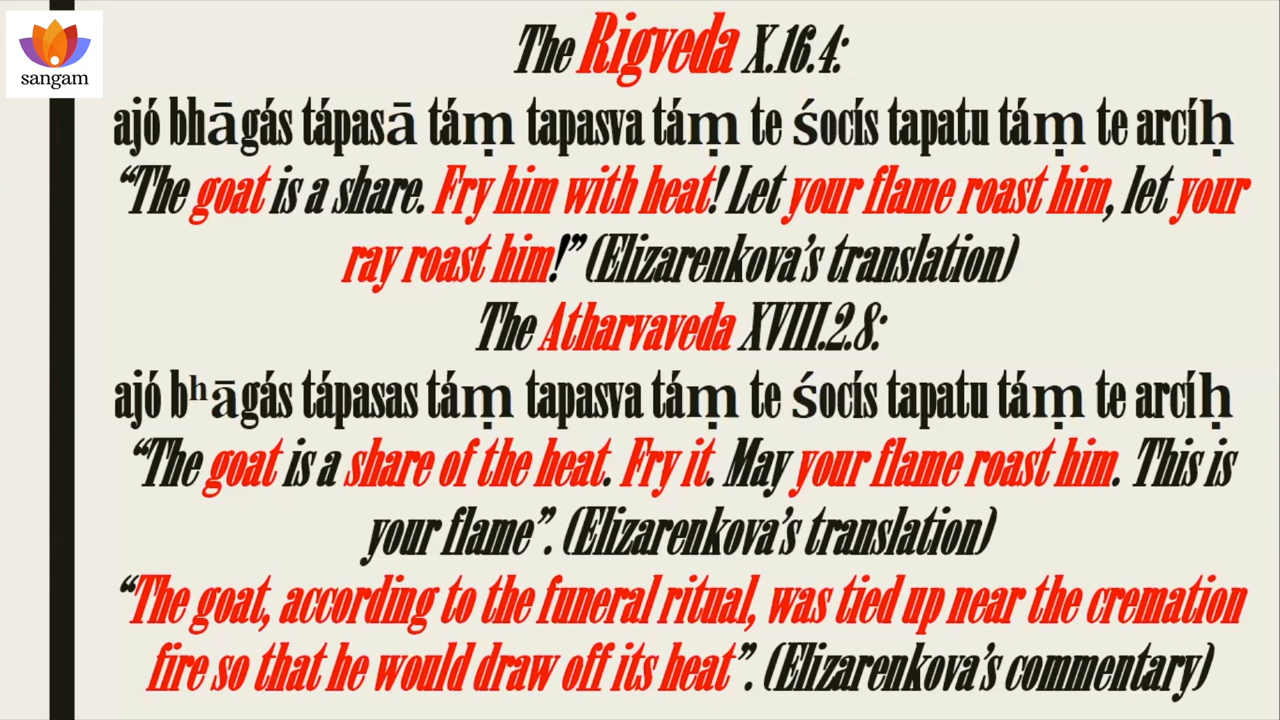 sangam
The Rigveda X.16.4:
ajó bhāgás tápasā táṃ tapasva táṃ te śocís tapatu táṃ te arcíḥ
“The goat is a share. Fry him with heat! Let your flame roast him, let your
ray roast him!” (Elizarenkova’s translation)
The Atharvaveda XVIII.2.8:
ajó bʰāgás tápasas táṃ tapasva táṃ te śocís tapatu táṃ te arcíḥ
“The goat is a share of the heat. Fry it. May your flame roast him. This is
your flame”. (Elizarenkova’s translation)
“The goat, according to the funeral ritual, was tied up near the cremation
fire so that he would draw off its heat”. (Elizarenkova’s commentary)